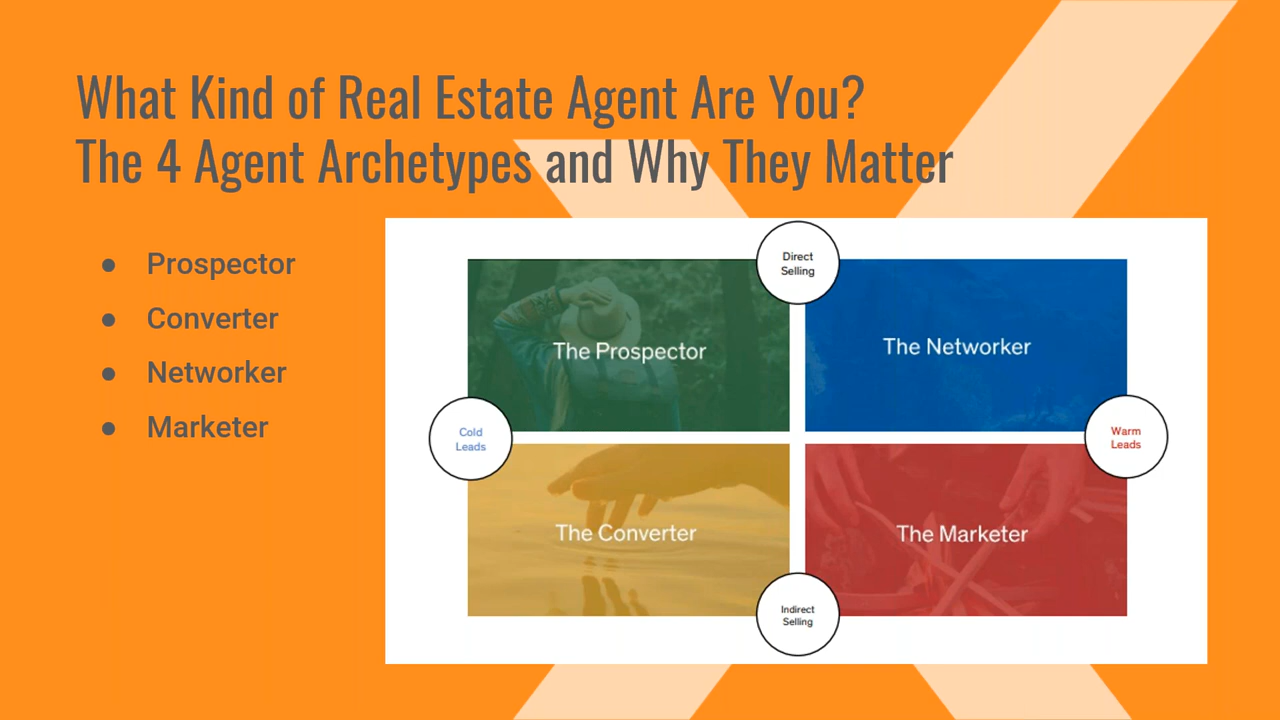 What Kind of Real Estate Agent Are You?
The 4 Agent Archetypes and Why They Matter
● Prospector
● Converter
● Networker
● Marketer
Direct
Selling
The Prospector
The Networker
Cold
Leads
Warm
Leads
The Converter
The Marketer
Indirect
Selling